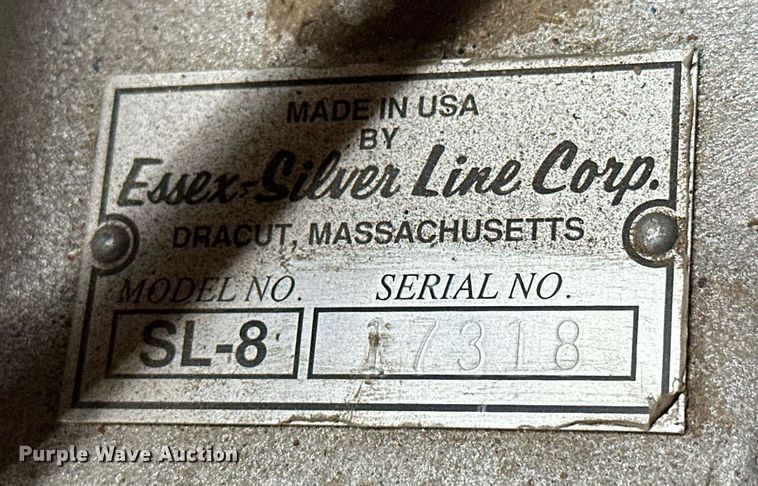 MADE IN USA
BY
Essex-Silver Line Corp.
DRACUT, MASSACHUSETTS
MODEL NO. SERIAL NO.
SL-8 17318
Purple Wave Auction